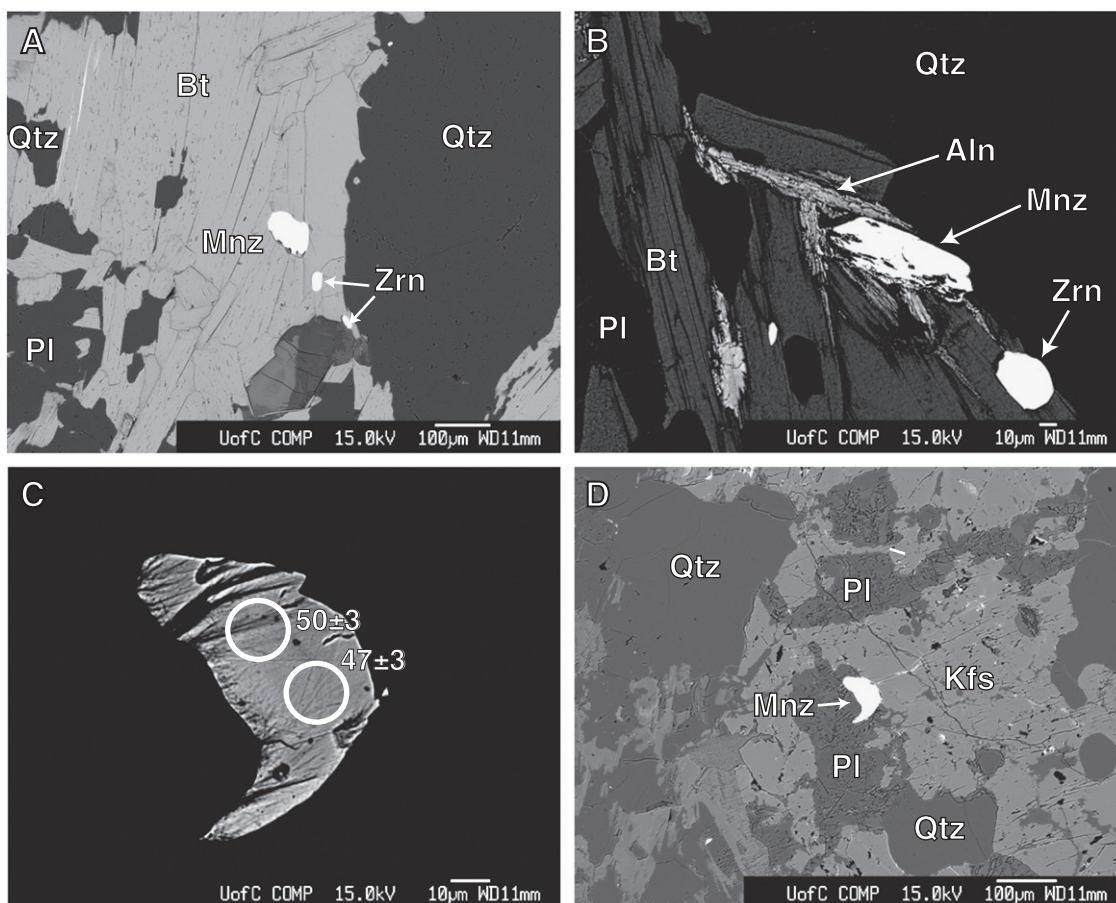 A
Bt
Qtz
Qtz
Mnz
Zrn
Pl
UofC COMP 15.0kV 100μm WD11mm
B
Qtz
Aln
Mnz
Bt
Zrn
Pl
UofC COMP 15.0kV 10μm WD11mm
C
50±3
47±3
UofC COMP 15.0kV 10μm WD11mm
D
Qtz
Pl
Kfs
Mnz
Pl
Qtz
UofC COMP 15.0kV 100μm WD11mm